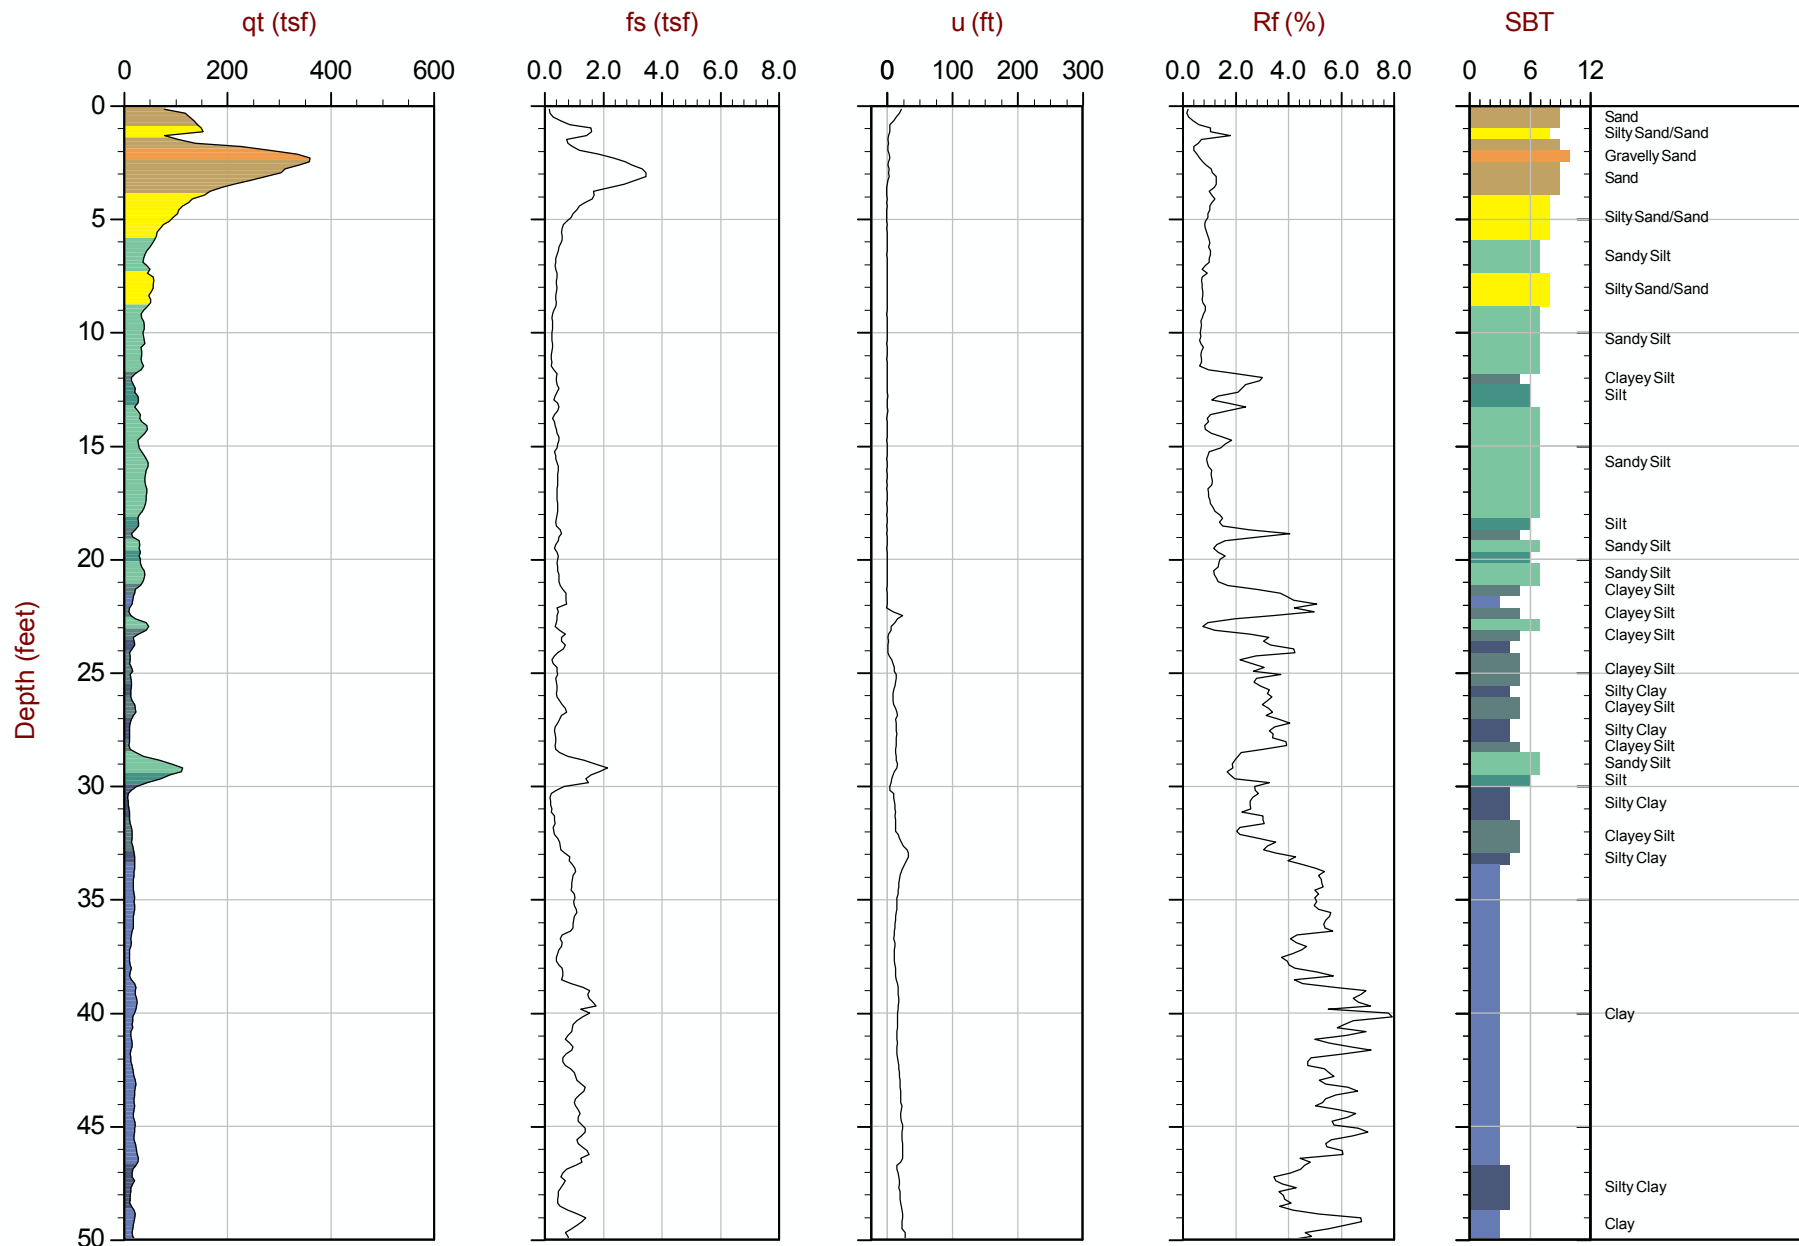 qt (tsf) fs (tsf) u (ft) Rf (%) SBT
0 200 400 600 0.0 2.0 4.0 6.0 8.0 0 100 200 300 0.0 2.0 4.0 6.0 8.0 0 6 12
Depth (feet)
0
5
10
15
20
25
30
35
40
45
50
Sand
Silty Sand/Sand
Gravelly Sand
Sand
Silty Sand/Sand
Sandy Silt
Silty Sand/Sand
Sandy Silt
Clayey Silt
Silt
Sandy Silt
Silt
Sandy Silt
Sandy Silt
Clayey Silt
Clayey Silt
Clayey Silt
Clayey Silt
Silty Clay
Clayey Silt
Silty Clay
Clayey Silt
Sandy Silt
Silt
Silty Clay
Clayey Silt
Silty Clay
Clay
Silty Clay
Clay